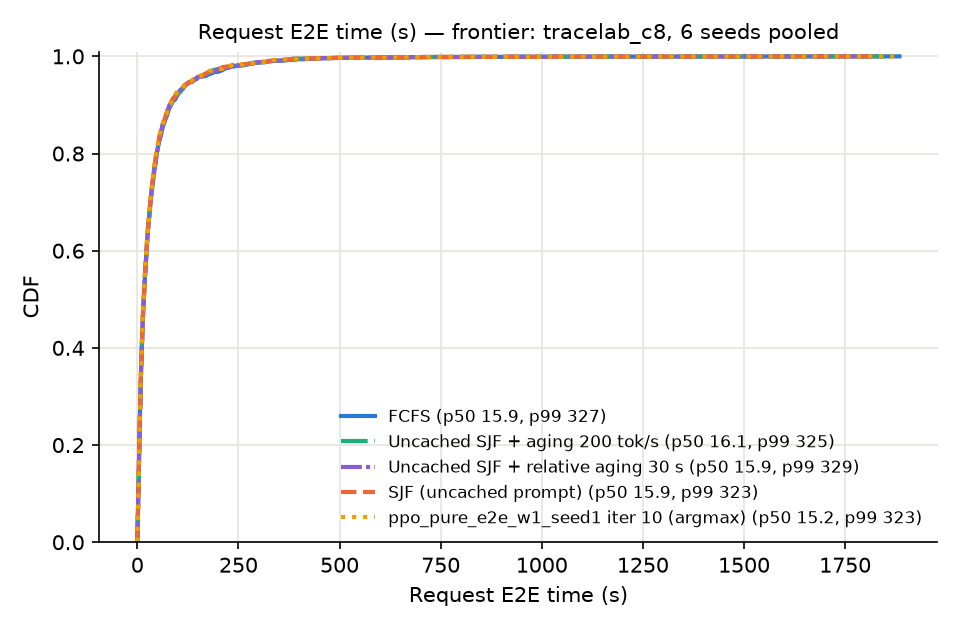 Request E2E time (s) — frontier: tracelab_c8, 6 seeds pooled
1.0
0.8
0.6
0.4
0.2
0.0
CDF
FCFS (p50 15.9, p99 327)
Uncached SJF + aging 200 tok/s (p50 16.1, p99 325)
Uncached SJF + relative aging 30 s (p50 15.9, p99 329)
SJF (uncached prompt) (p50 15.9, p99 323)
ppo_pure_e2e_w1_seed1 iter 10 (argmax) (p50 15.2, p99 323)
0 250 500 750 1000 1250 1500 1750
Request E2E time (s)